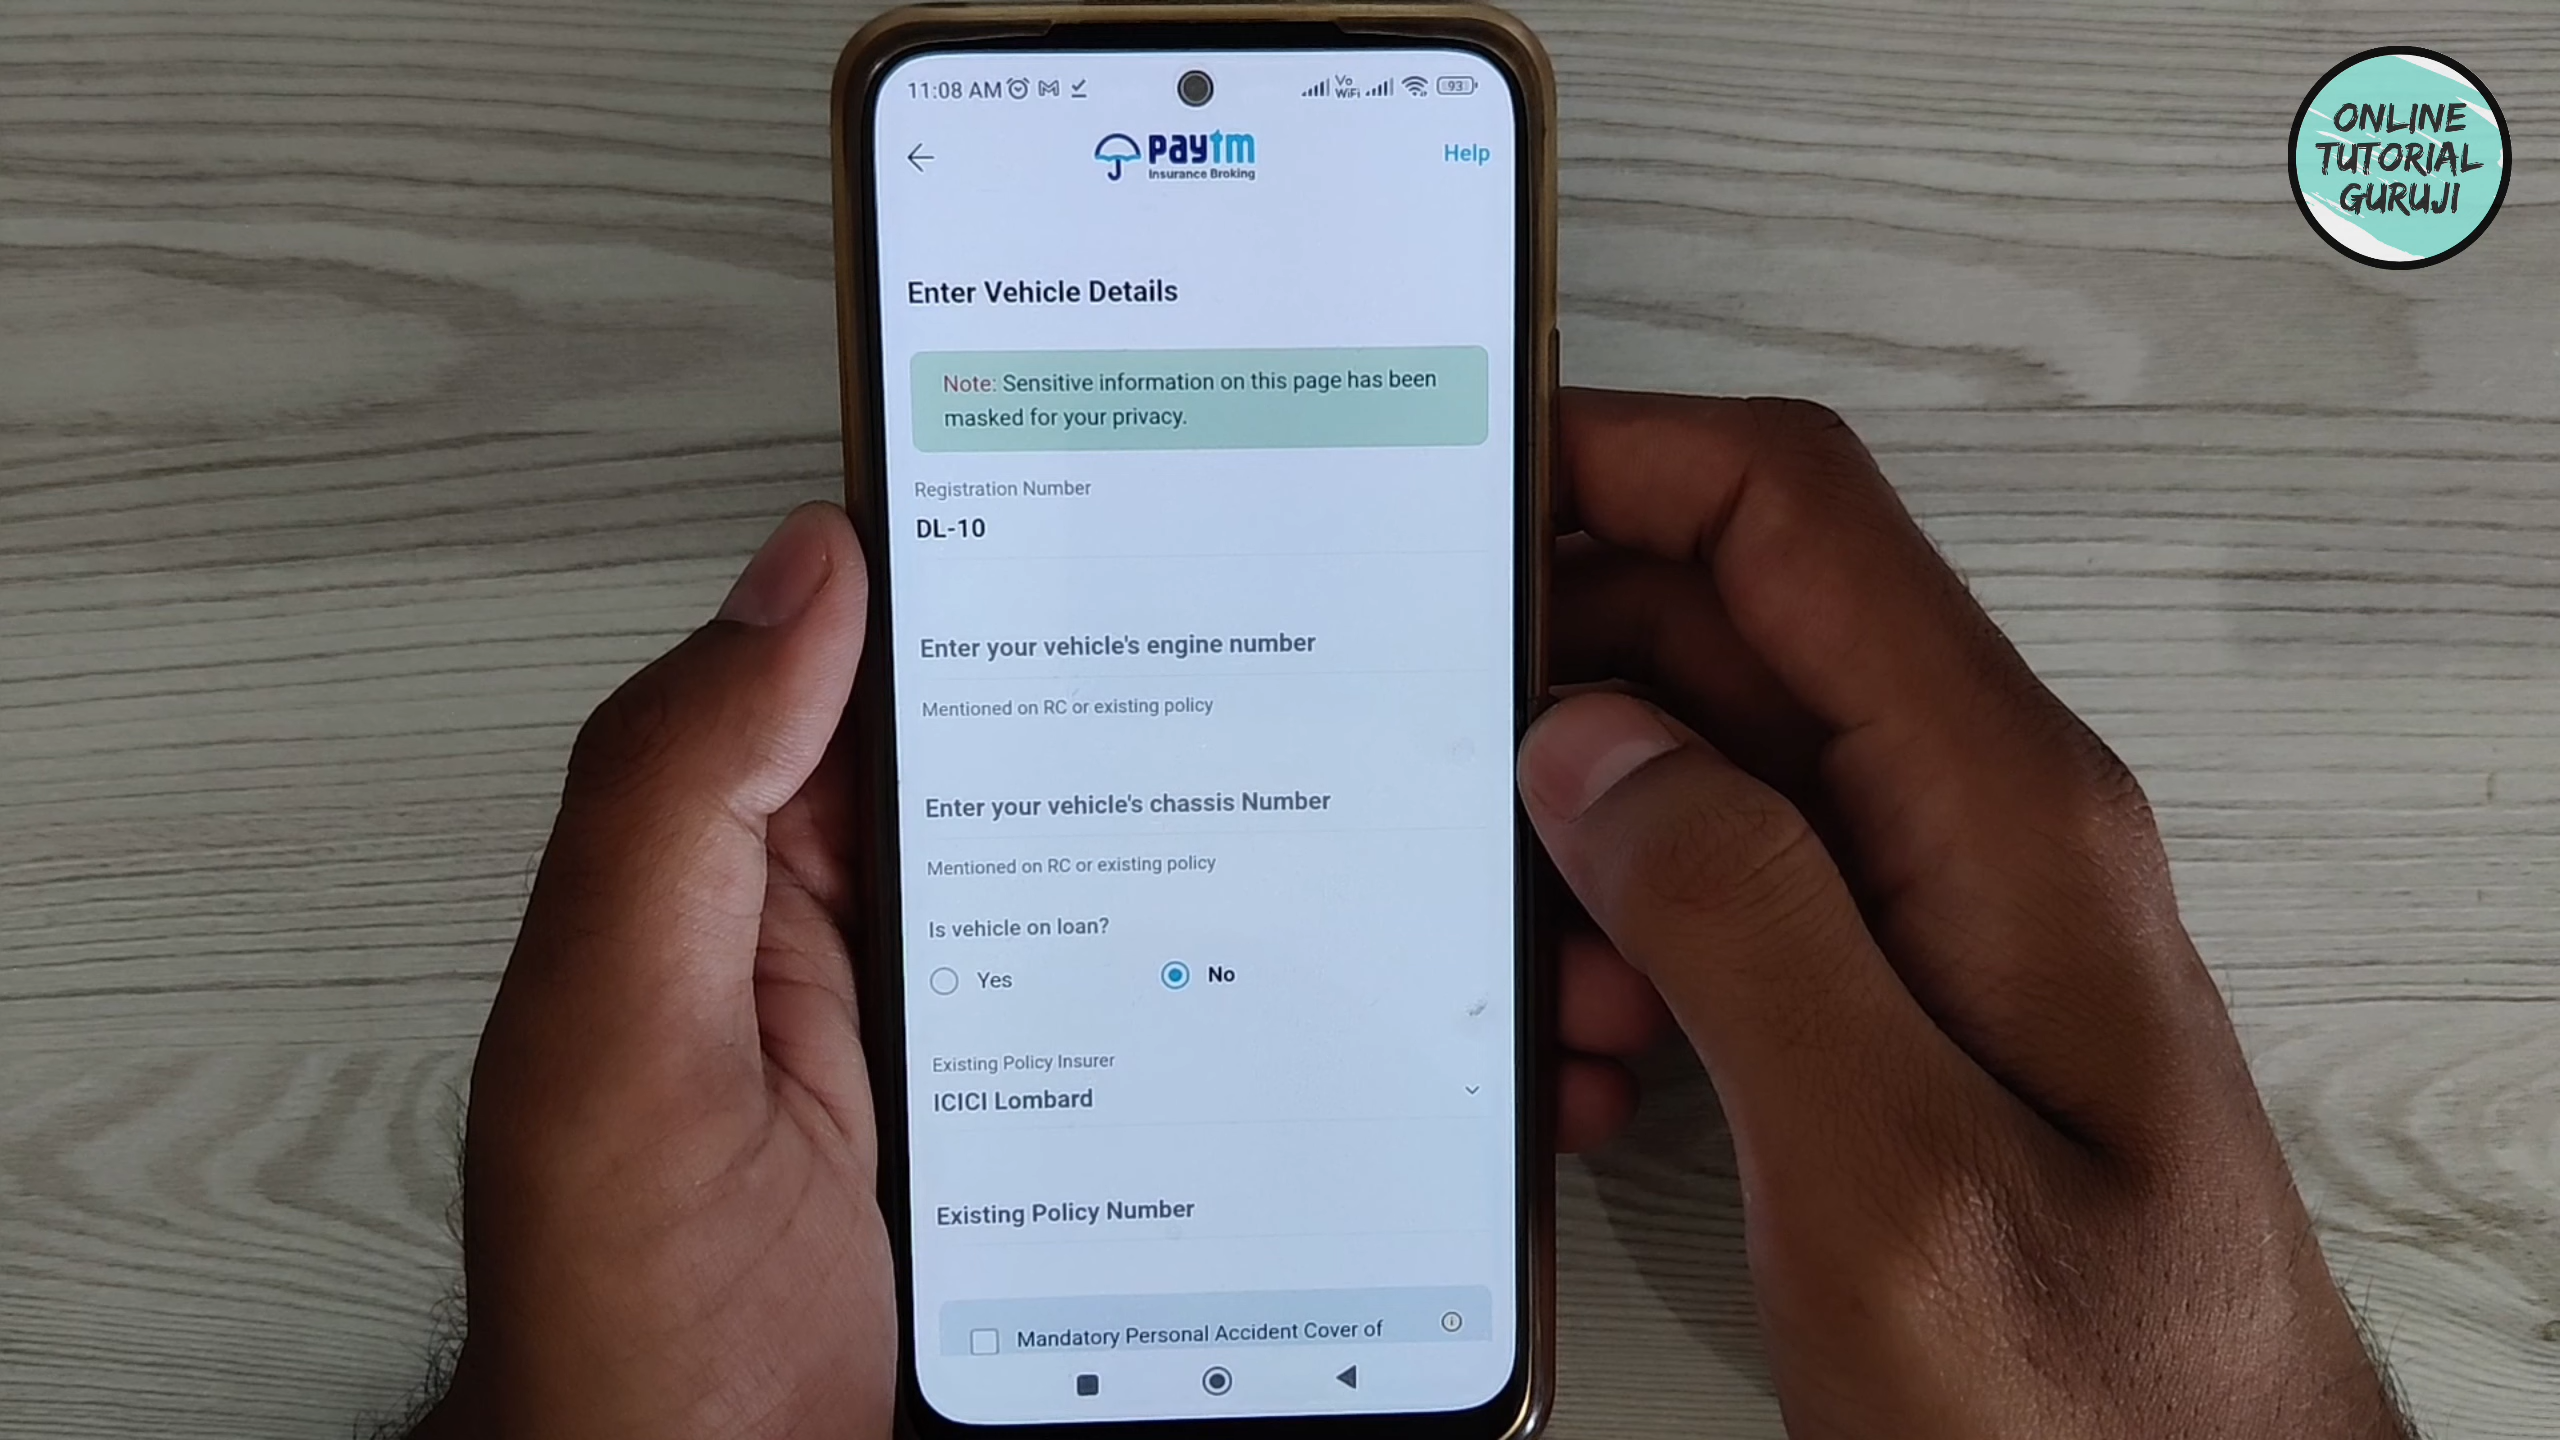 11:08 AM
Vo
WiFi
93
paytm
Insurance Broking
Help
ONLINE
TUTORIAL
GURUJI
Enter Vehicle Details
Note: Sensitive information on this page has been
masked for your privacy.
Registration Number
DL-10
Enter your vehicle's engine number
Mentioned on RC or existing policy
Enter your vehicle's chassis Number
Mentioned on RC or existing policy
Is vehicle on loan?
Yes No
Existing Policy Insurer
ICICI Lombard
Existing Policy Number
Mandatory Personal Accident Cover of